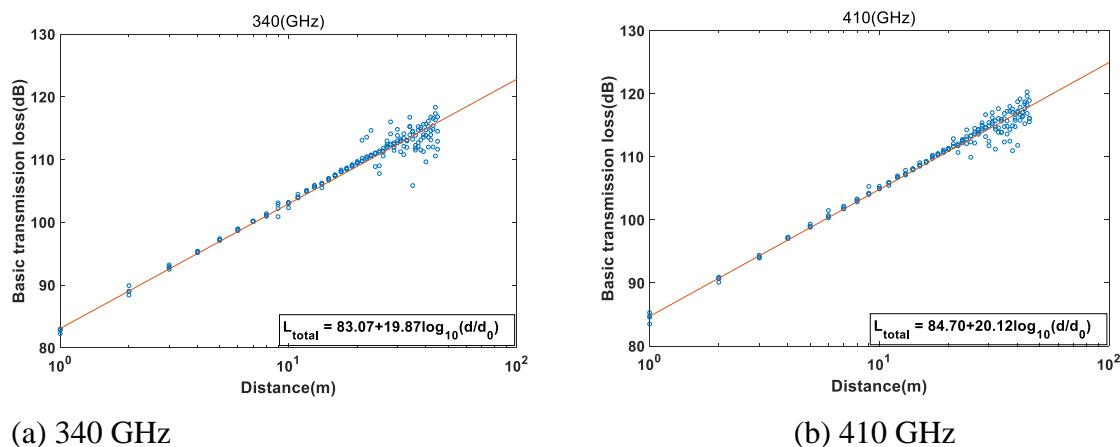 340(GHz)
130
120
110
100
90
80
Basic transmission loss(dB)
L_total = 83.07+19.87log_10(d/d_0)
10^0
10^1
10^2
Distance(m)
(a) 340 GHz
410(GHz)
130
120
110
100
90
80
Basic transmission loss(dB)
L_total = 84.70+20.12log_10(d/d_0)
10^0
10^1
10^2
Distance(m)
(b) 410 GHz